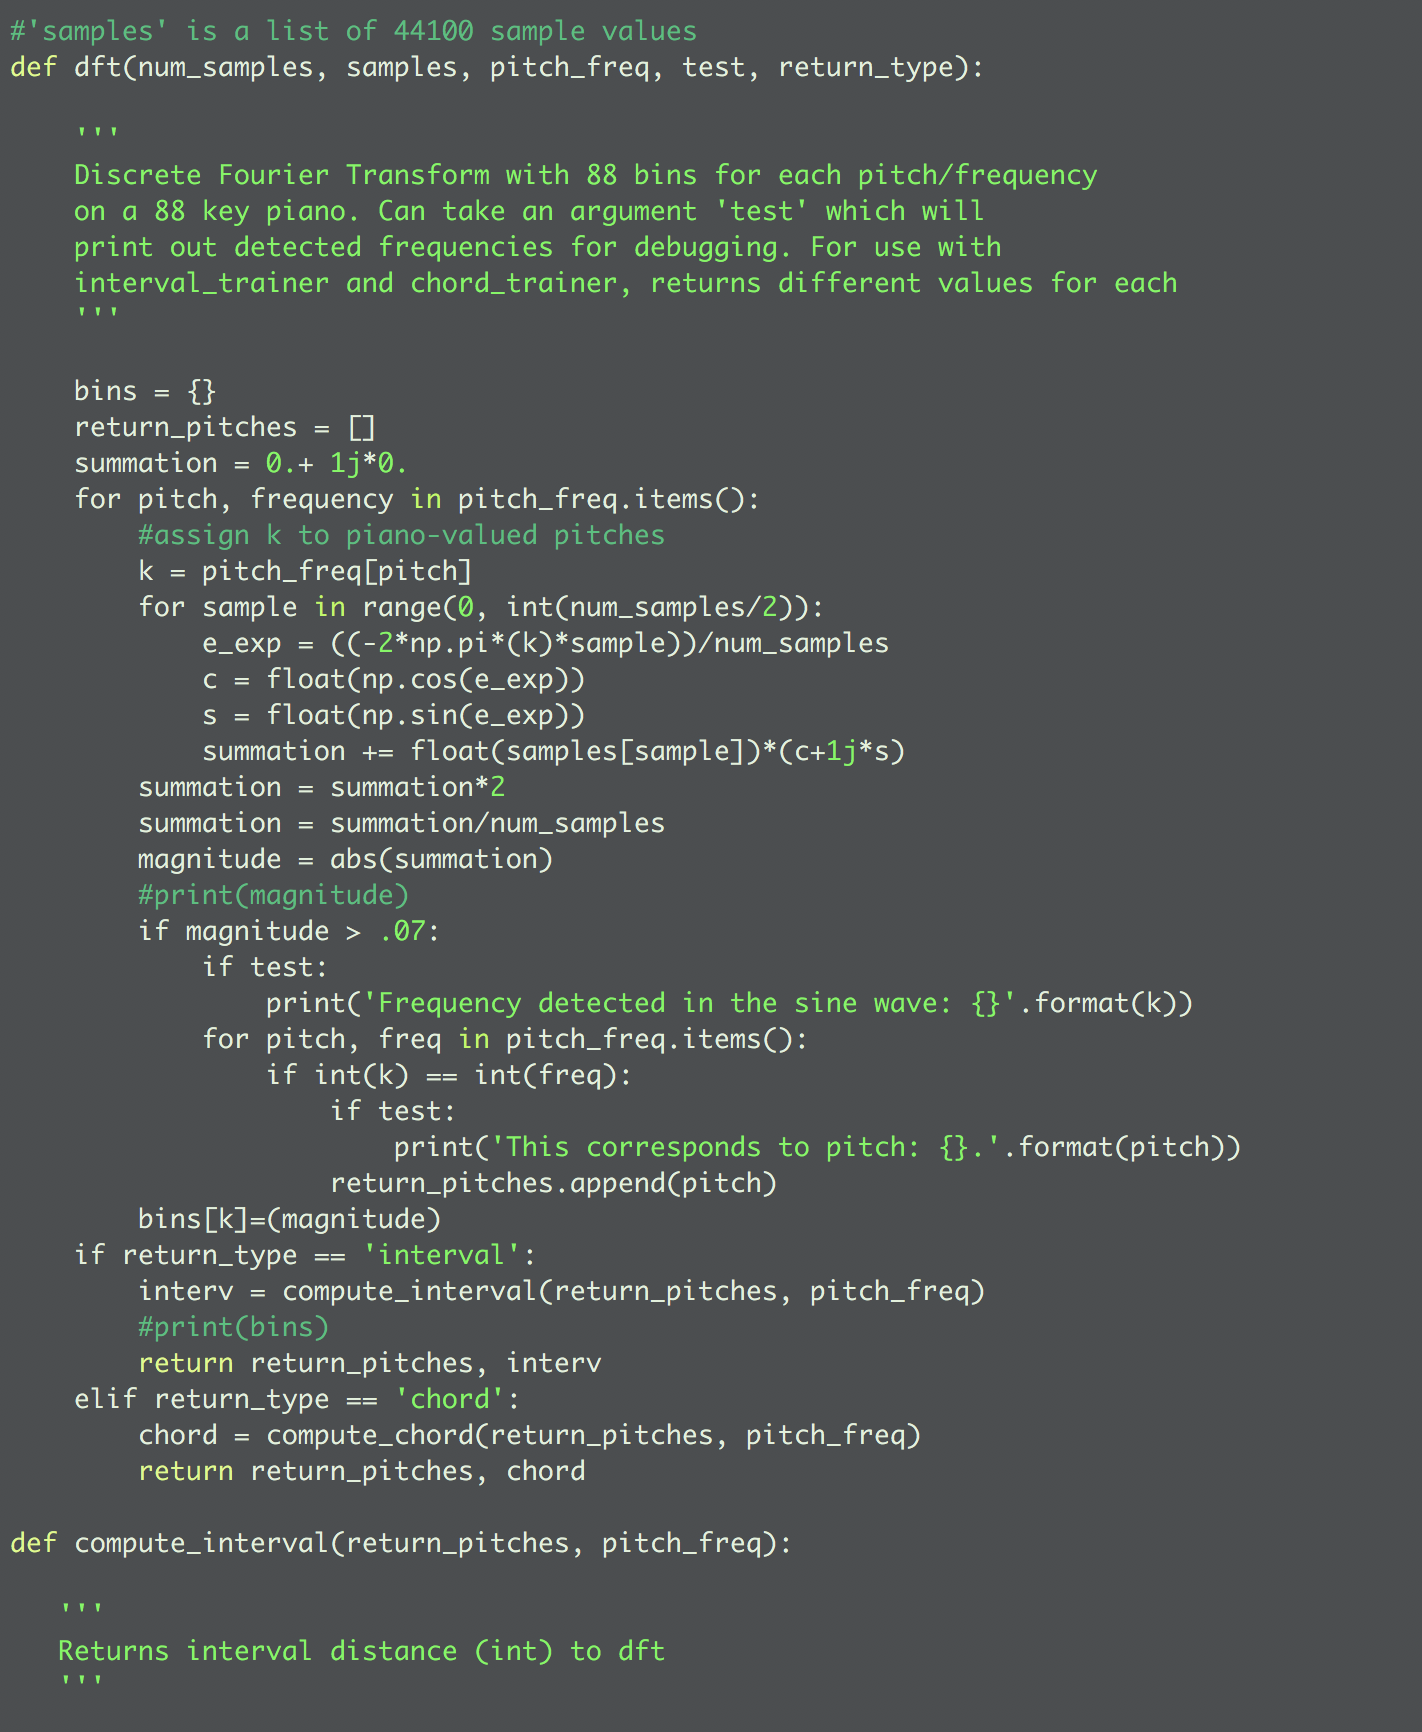 #'samples' is a list of 44100 sample values
def dft(num_samples, samples, pitch_freq, test, return_type):

    '''
    Discrete Fourier Transform with 88 bins for each pitch/frequency
    on a 88 key piano. Can take an argument 'test' which will
    print out detected frequencies for debugging. For use with
    interval_trainer and chord_trainer, returns different values for each
    '''

    bins = {}
    return_pitches = []
    summation = 0.+ 1j*0.
    for pitch, frequency in pitch_freq.items():
        #assign k to piano-valued pitches
        k = pitch_freq[pitch]
        for sample in range(0, int(num_samples/2)):
            e_exp = ((-2*np.pi*(k)*sample))/num_samples
            c = float(np.cos(e_exp))
            s = float(np.sin(e_exp))
            summation += float(samples[sample])*(c+1j*s)
        summation = summation*2
        summation = summation/num_samples
        magnitude = abs(summation)
        #print(magnitude)
        if magnitude > .07:
            if test:
                print('Frequency detected in the sine wave: {}'.format(k))
            for pitch, freq in pitch_freq.items():
                if int(k) == int(freq):
                    if test:
                        print('This corresponds to pitch: {}.'.format(pitch))
                    return_pitches.append(pitch)
        bins[k]=(magnitude)
    if return_type == 'interval':
        interv = compute_interval(return_pitches, pitch_freq)
        #print(bins)
        return return_pitches, interv
    elif return_type == 'chord':
        chord = compute_chord(return_pitches, pitch_freq)
        return return_pitches, chord

def compute_interval(return_pitches, pitch_freq):

   '''
   Returns interval distance (int) to dft
   '''